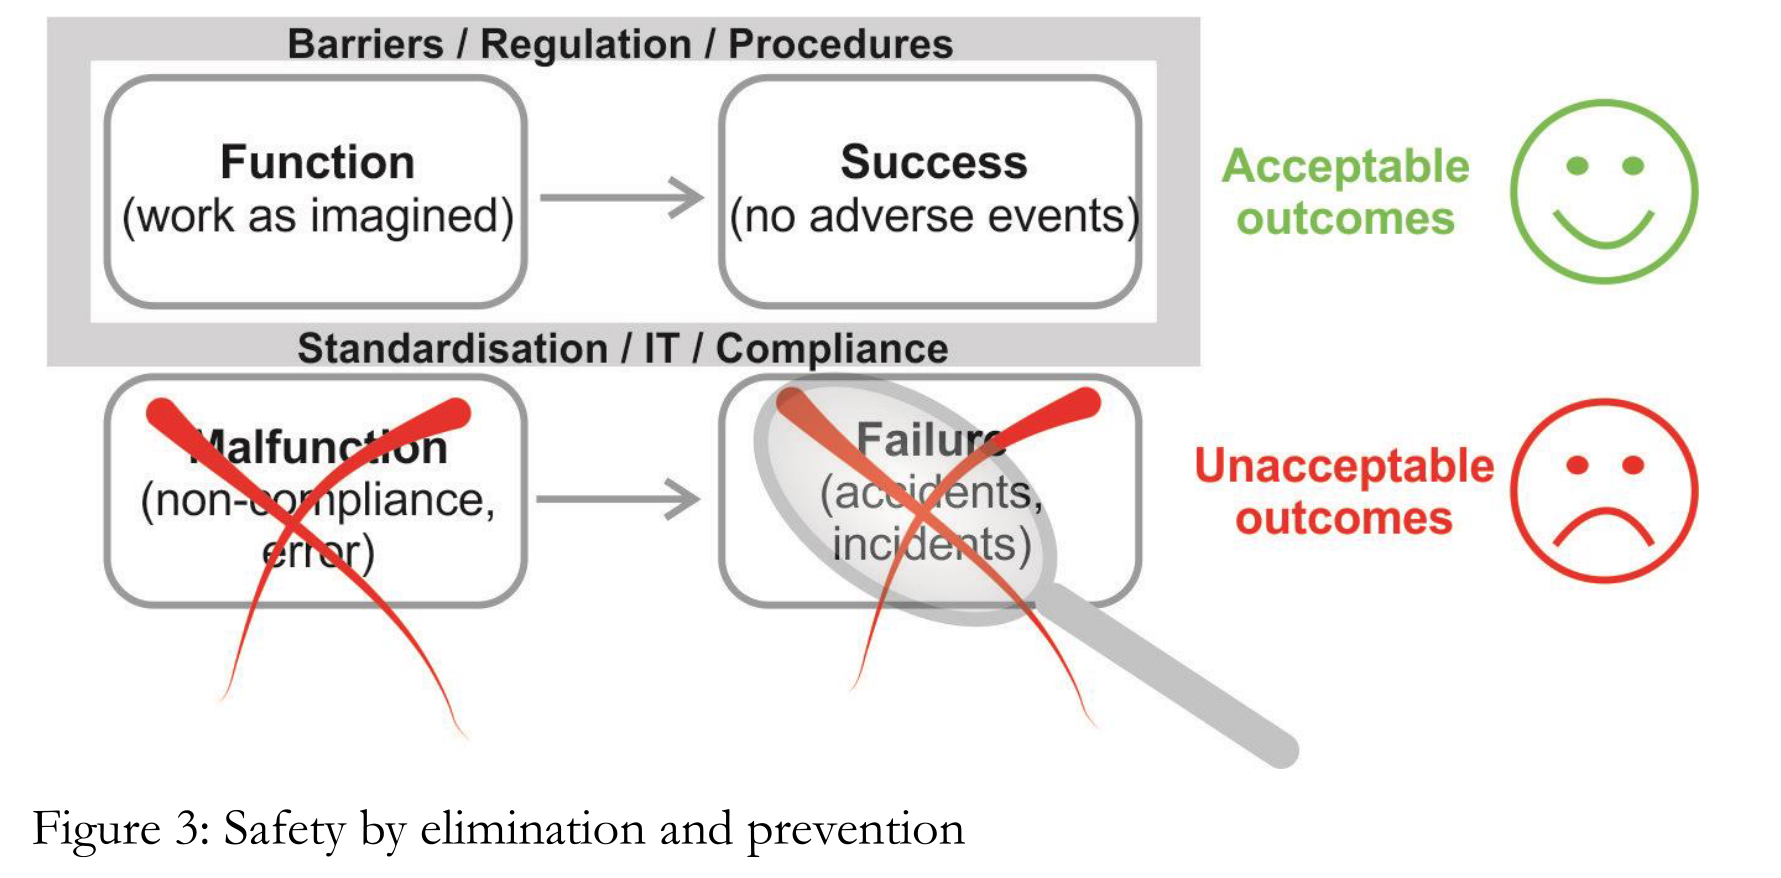 Barriers / Regulation / Procedures
Function
(work as imagined)
Success
(no adverse events)
Acceptable
outcomes
Standardisation / IT / Compliance
Malfunction
(non-compliance,
error)
Failure
(accidents,
incidents)
Unacceptable
outcomes
Figure 3: Safety by elimination and prevention